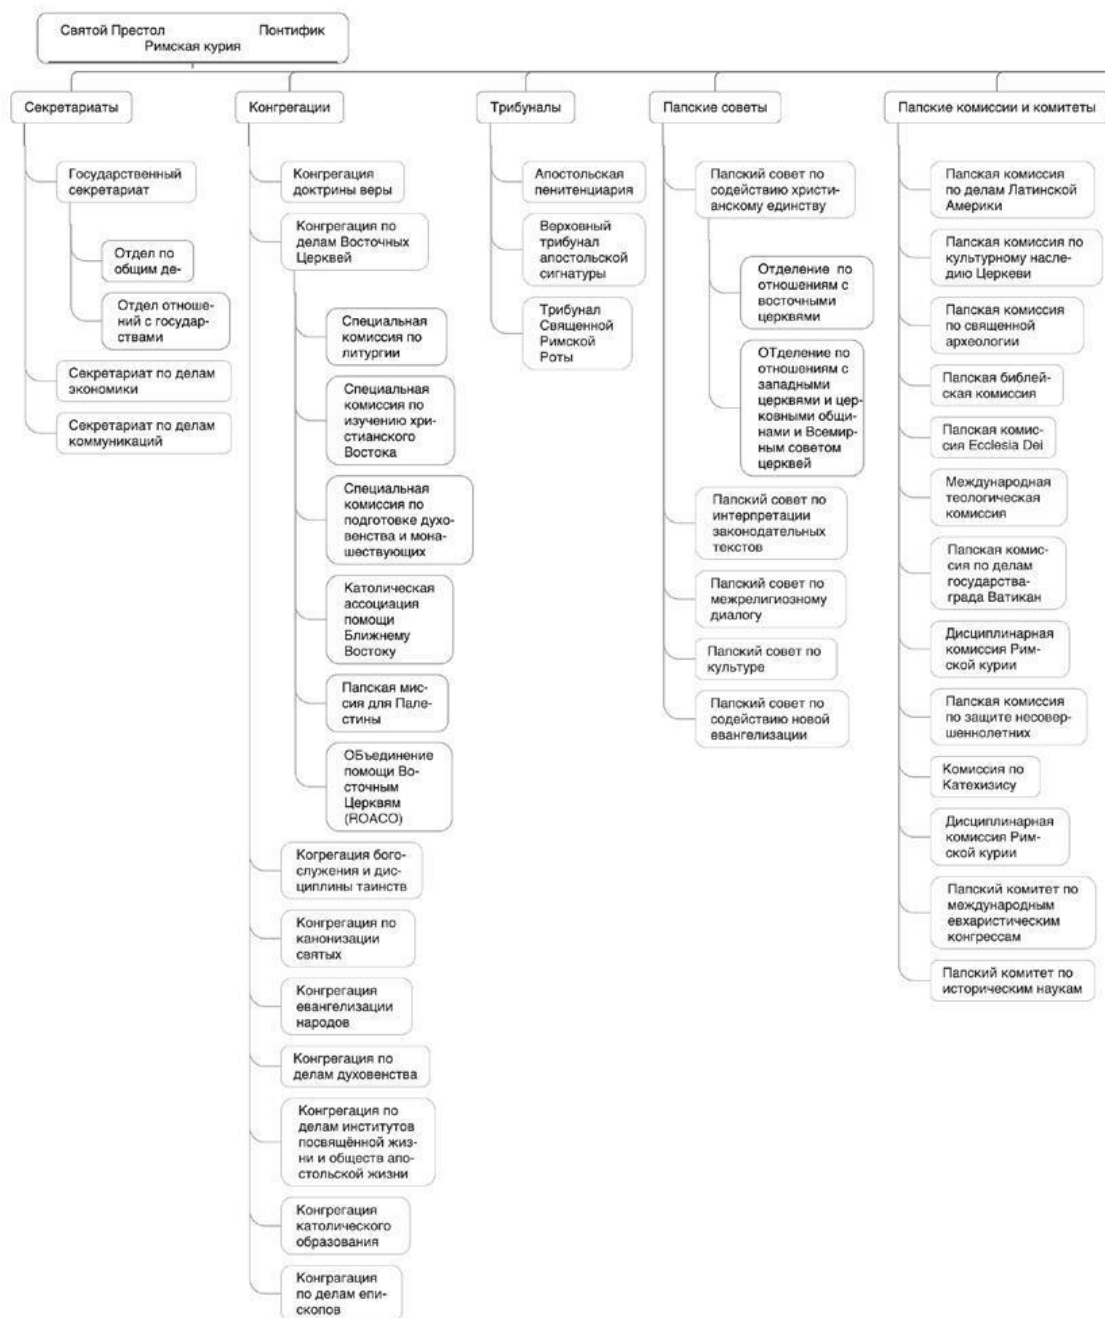 Святой Престол Понтифик
Римская курия
Секретариаты
Государственный
секретариат
Отдел по
общим де-
Отдел отноше-
ний с государ-
ствами
Секретариат по делам
экономики
Секретариат по делам
коммуникаций
Конгрегации
Конгрегация
доктрины веры
Конгрегация по
делам Восточных
Церквей
Специальная
комиссия по
литургии
Специальная
комиссия по
изучению хри-
стианского
Востока
Специальная
комиссия по
подготовке духо-
венства и мона-
шествующих
Католическая
ассоциация
помощи
Ближнему
Востоку
Папская мис-
сия для Пале-
стины
ОБъединение
помощи Во-
сточным
Церквям
(ROACO)
Когрегация бого-
служения и дис-
циплины таинств
Конгрегация по
канонизации
святых
Конгрегация
евангелизации
народов
Конгрегация по
делам духовенства
Конгрегация по
делам институтов
посвящённой жиз-
ни и обществ апо-
стольской жизни
Конгрегация
католического
образования
Конграгация
по делам епи-
скопов
Трибуналы
Апостольская
пенитенциария
Верховный
трибунал
апостольской
сигнатуры
Трибунал
Священной
Римской
Роты
Папские советы
Папский совет по
содействию христи-
анскому единству
Отделение по
отношениям с
восточными
церквями
ОТделение по
отношениям с
западными
церквями и цер-
ковными общи-
нами и Всемир-
ным советом
церквей
Папский совет по
интерпретации
законодательных
текстов
Папский совет по
межрелигиозному
диалогу
Папский совет по
культуре
Папский совет по
содействию новой
евангелизации
Папские комиссии и комитеты
Папская комиссия
по делам Латинской
Америки
Папская комиссия по
культурному насле-
дию Церкеви
Папская комиссия
по священной
археологии
Папская библей-
ская комиссия
Папская комис-
сия Ecclesia Dei
Международная
теологическая
комиссия
Папская комис-
сия по делам
государства-
града Ватикан
Дисциплинарная
комиссия Рим-
ской курии
Папская комиссия
по защите несовер-
шеннолетних
Комиссия по
Катехизису
Дисциплинарная
комиссия Рим-
ской курии
Папский комитет по
международным
евхаристическим
конгрессам
Папский комитет по
историческим наукам